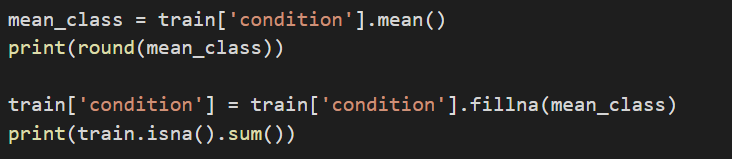 mean_class = train['condition'].mean()
print(round(mean_class))
train['condition'] = train['condition'].fillna(mean_class)
print(train.isna().sum())